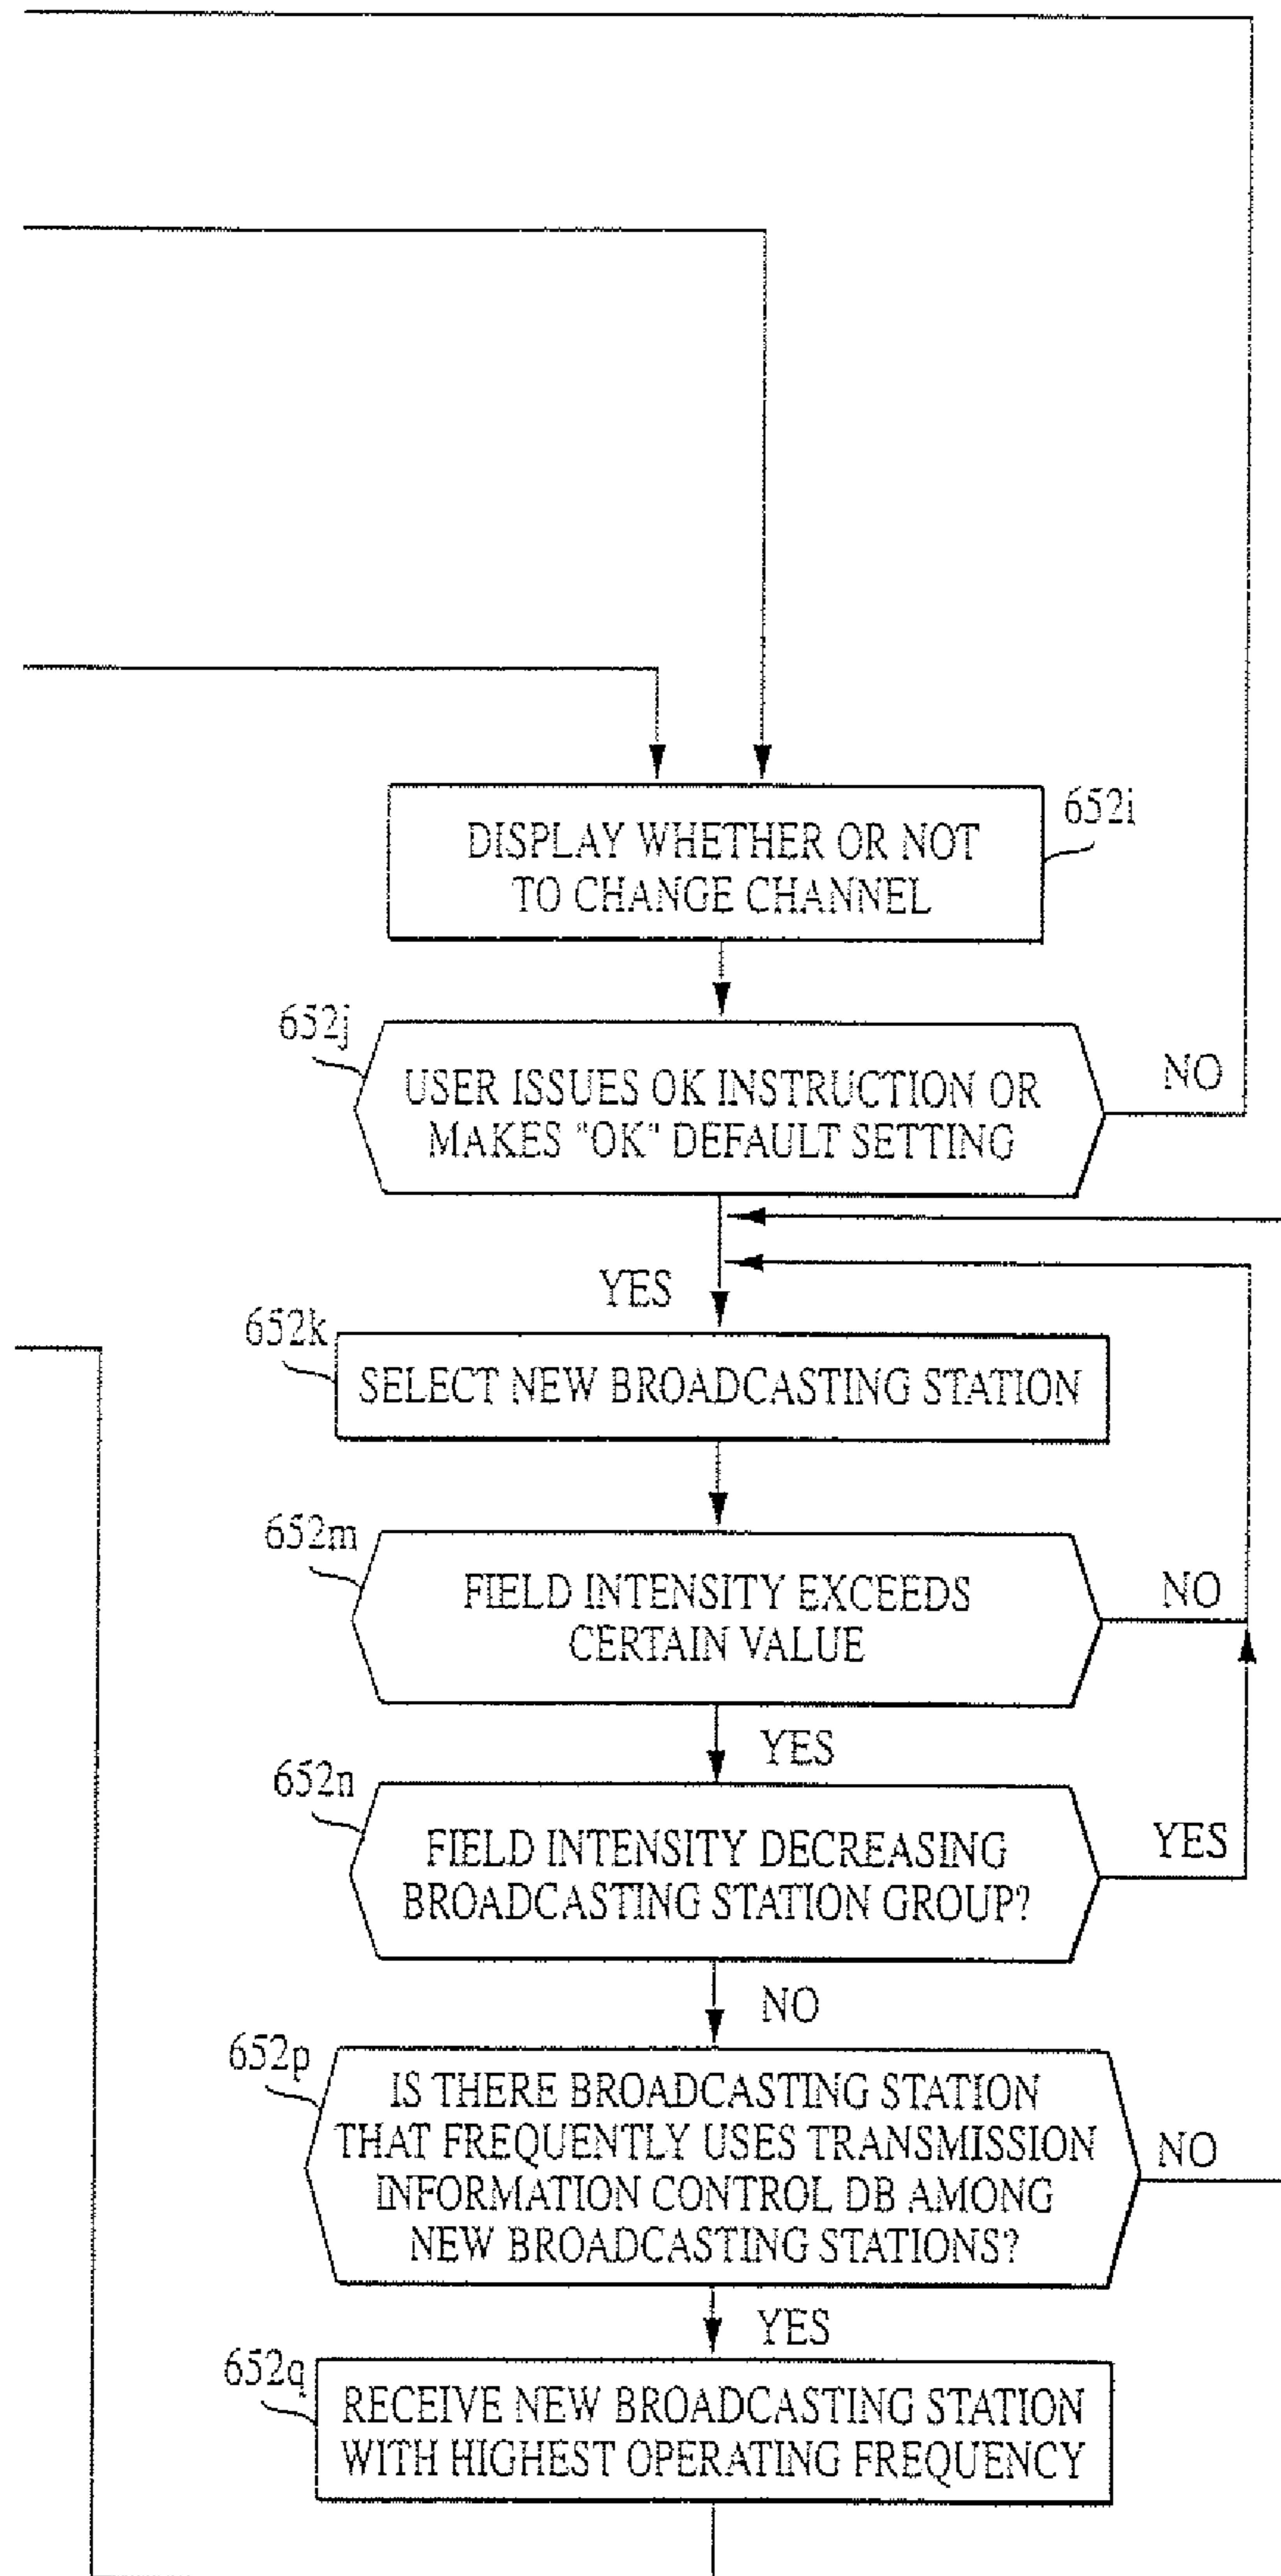 652i
DISPLAY WHETHER OR NOT
TO CHANGE CHANNEL
652j
USER ISSUES OK INSTRUCTION OR
MAKES "OK" DEFAULT SETTING
NO
YES
652k
SELECT NEW BROADCASTING STATION
652m
FIELD INTENSITY EXCEEDS
CERTAIN VALUE
NO
YES
652n
FIELD INTENSITY DECREASING
BROADCASTING STATION GROUP?
YES
NO
652p
IS THERE BROADCASTING STATION
THAT FREQUENTLY USES TRANSMISSION
INFORMATION CONTROL DB AMONG
NEW BROADCASTING STATIONS?
NO
YES
652q
RECEIVE NEW BROADCASTING STATION
WITH HIGHEST OPERATING FREQUENCY